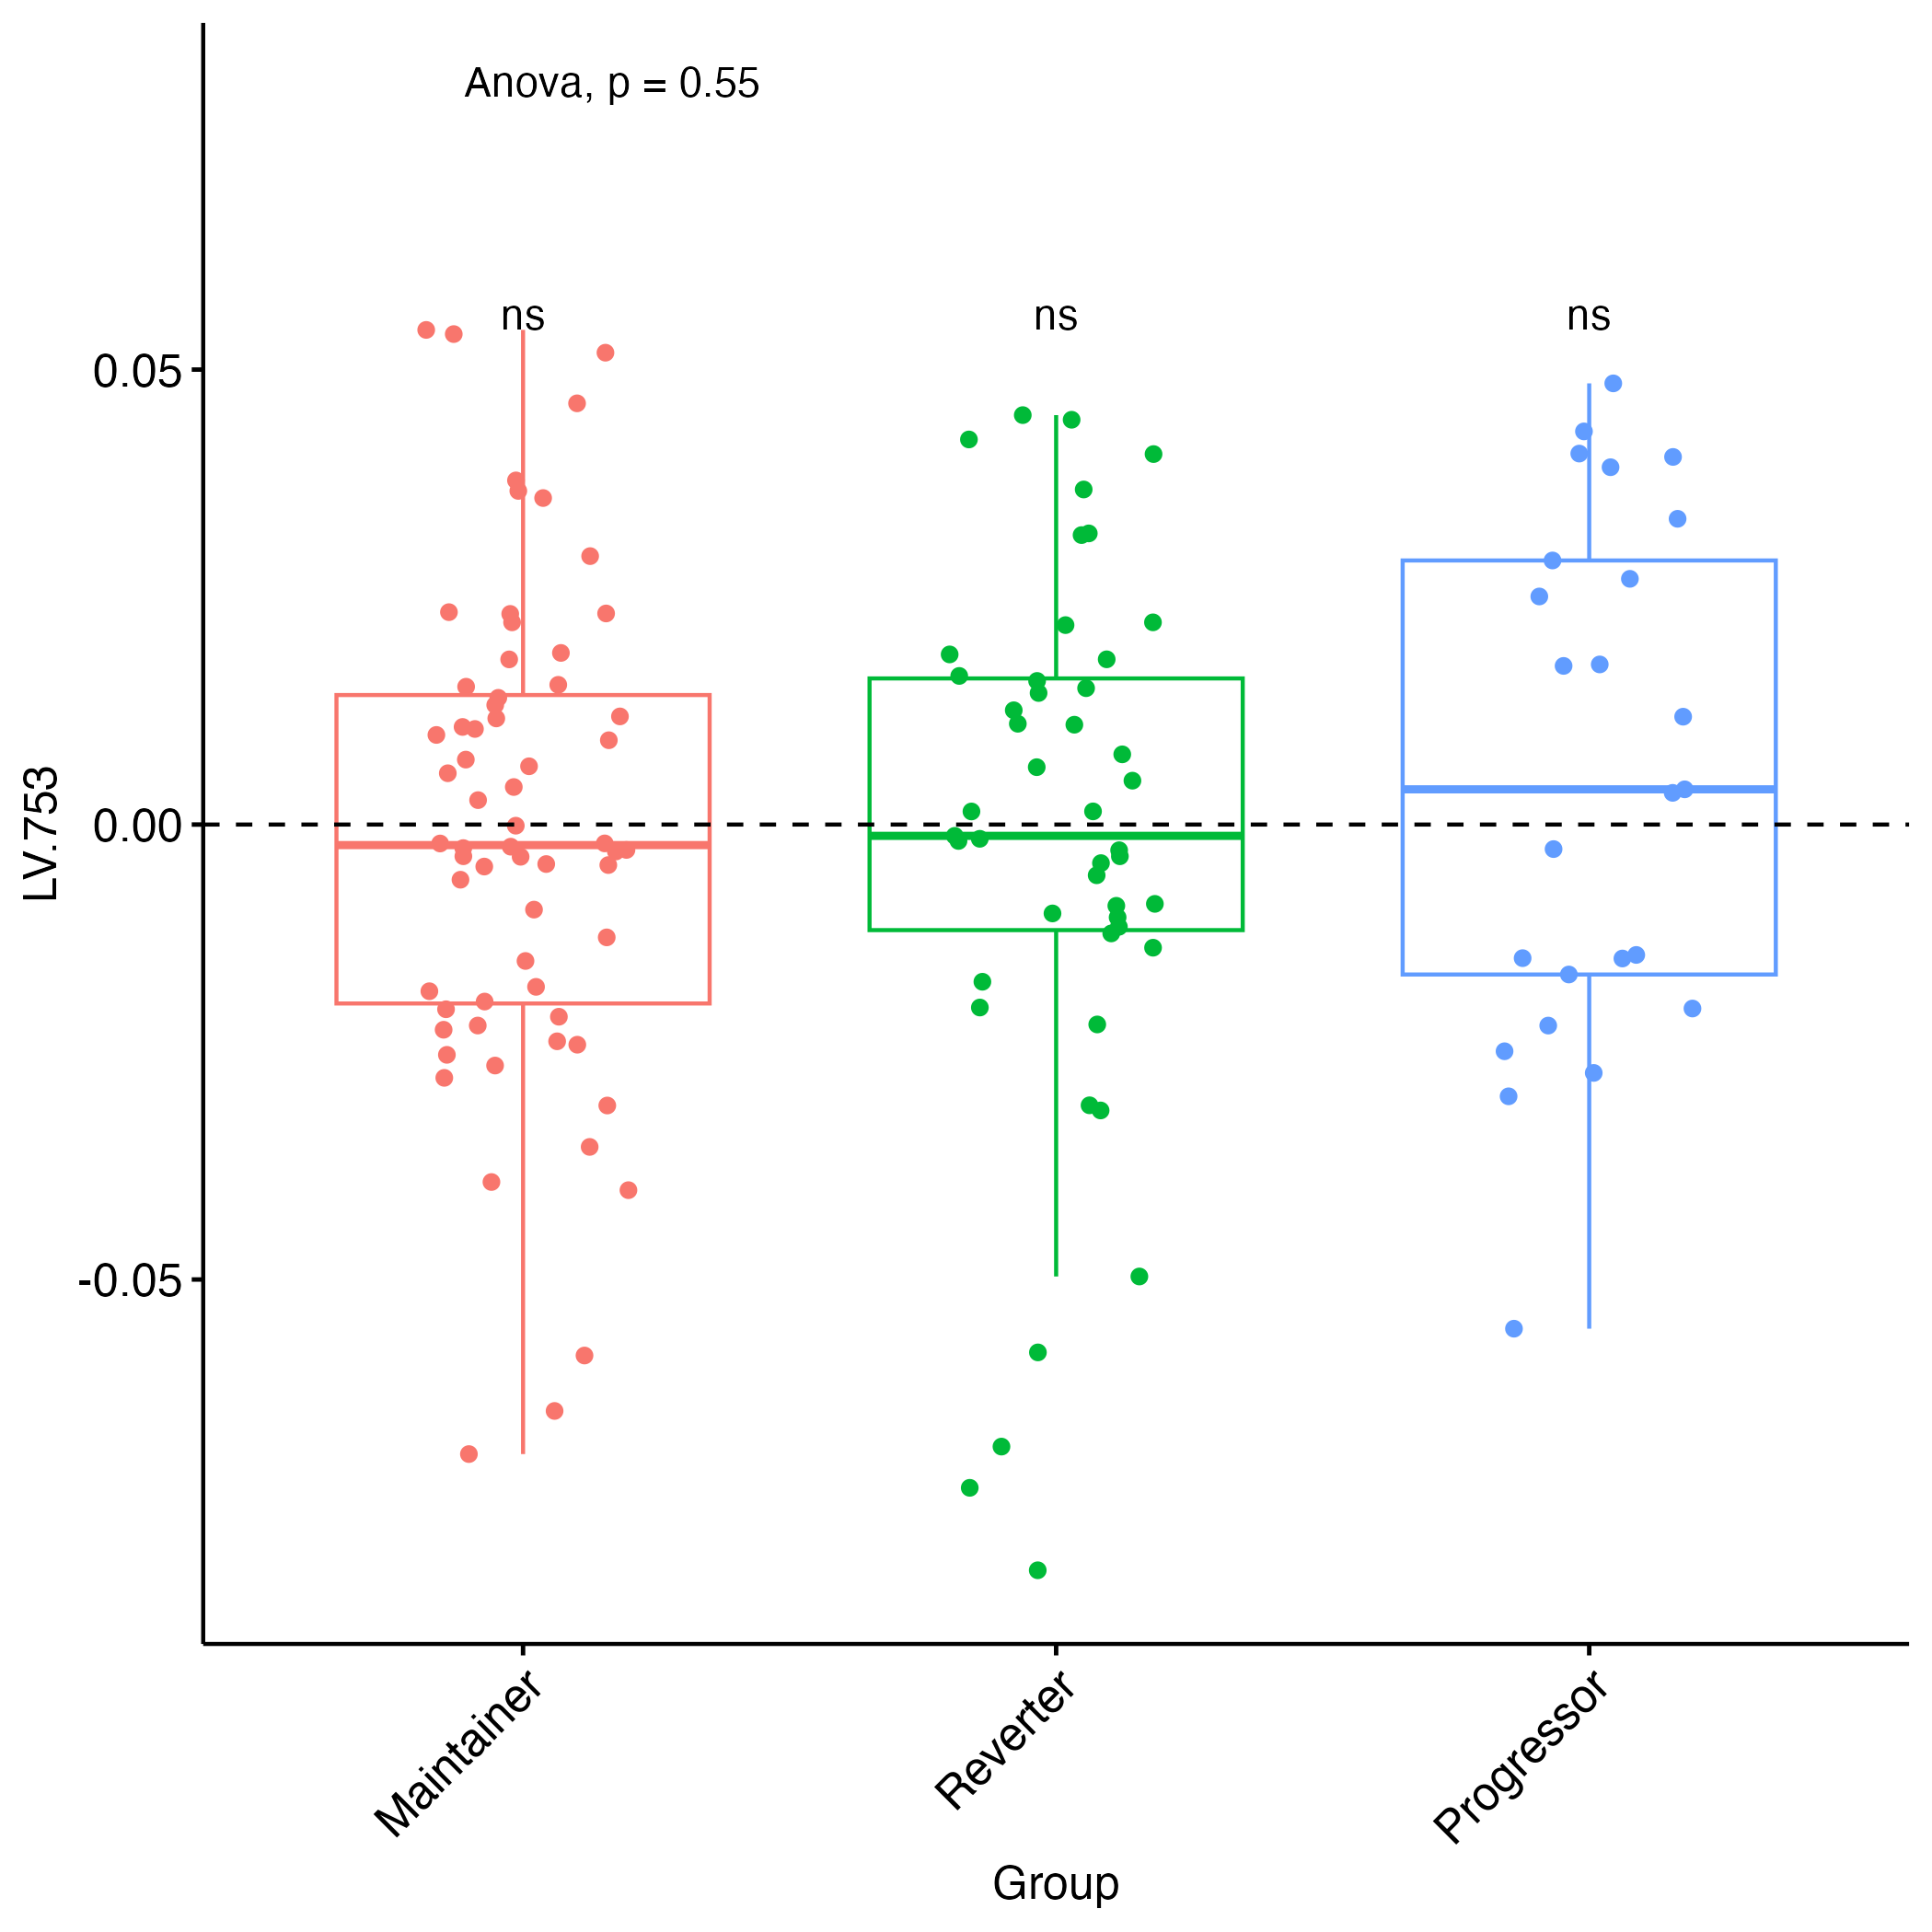 Anova, p = 0.55
ns ns ns
0.05
0.00
-0.05
LV.753
Maintainer Reverter Progressor
Group